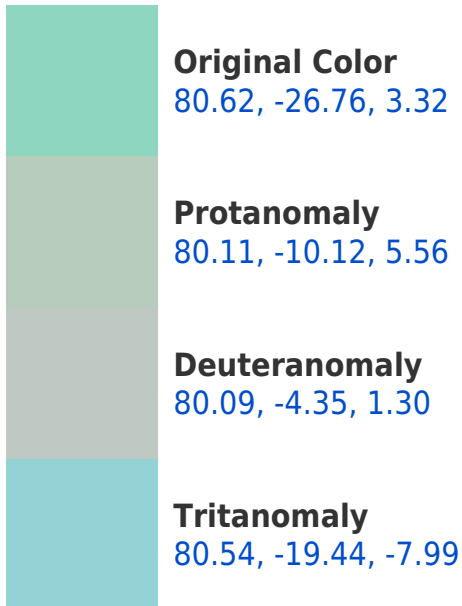 Original Color
80.62, -26.76, 3.32
Protanomaly
80.11, -10.12, 5.56
Deuteranomaly
80.09, -4.35, 1.30
Tritanomaly
80.54, -19.44, -7.99